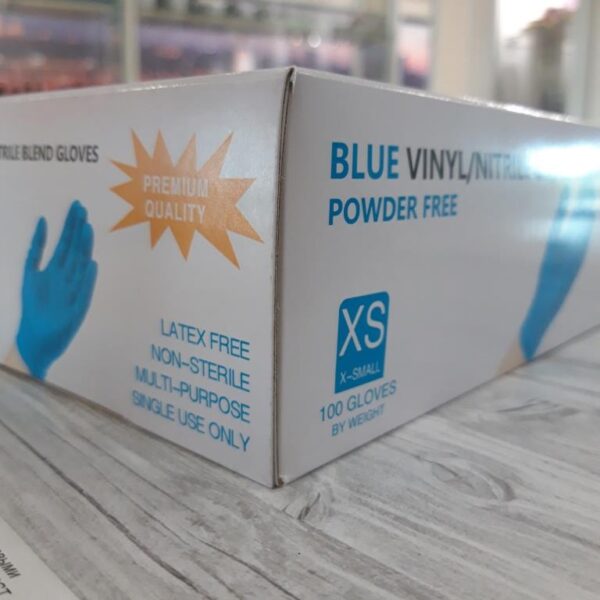 TRILE BLEND GLOVES
PREMIUM
QUALITY
LATEX FREE
NON-STERILE
MULTI-PURPOSE
SINGLE USE ONLY
BLUE VINYL/NITRIL
POWDER FREE
XS
X-SMALL
100 GLOVES
BY WEIGHT